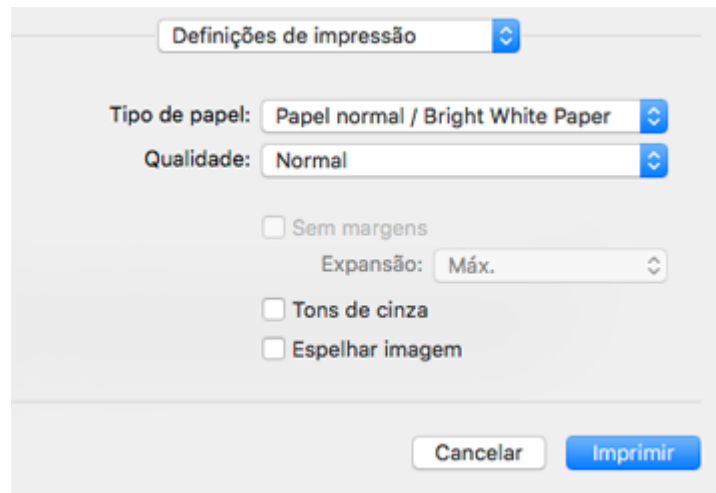 Definições de impressão
Tipo de papel: Papel normal / Bright White Paper
Qualidade: Normal
Sem margens
Expansão: Máx.
Tons de cinza
Espelhar imagem
Cancelar Imprimir